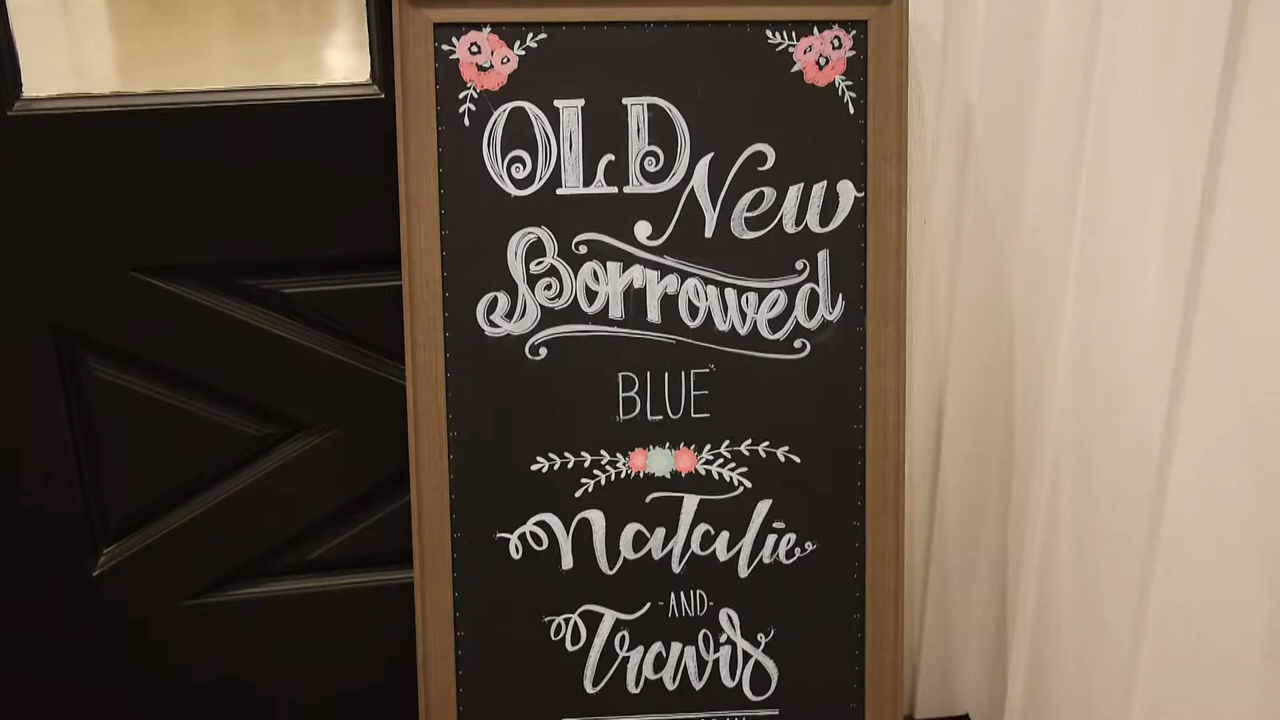 OLD
New
Borrowed
BLUE
Natalie
-AND-
Travis